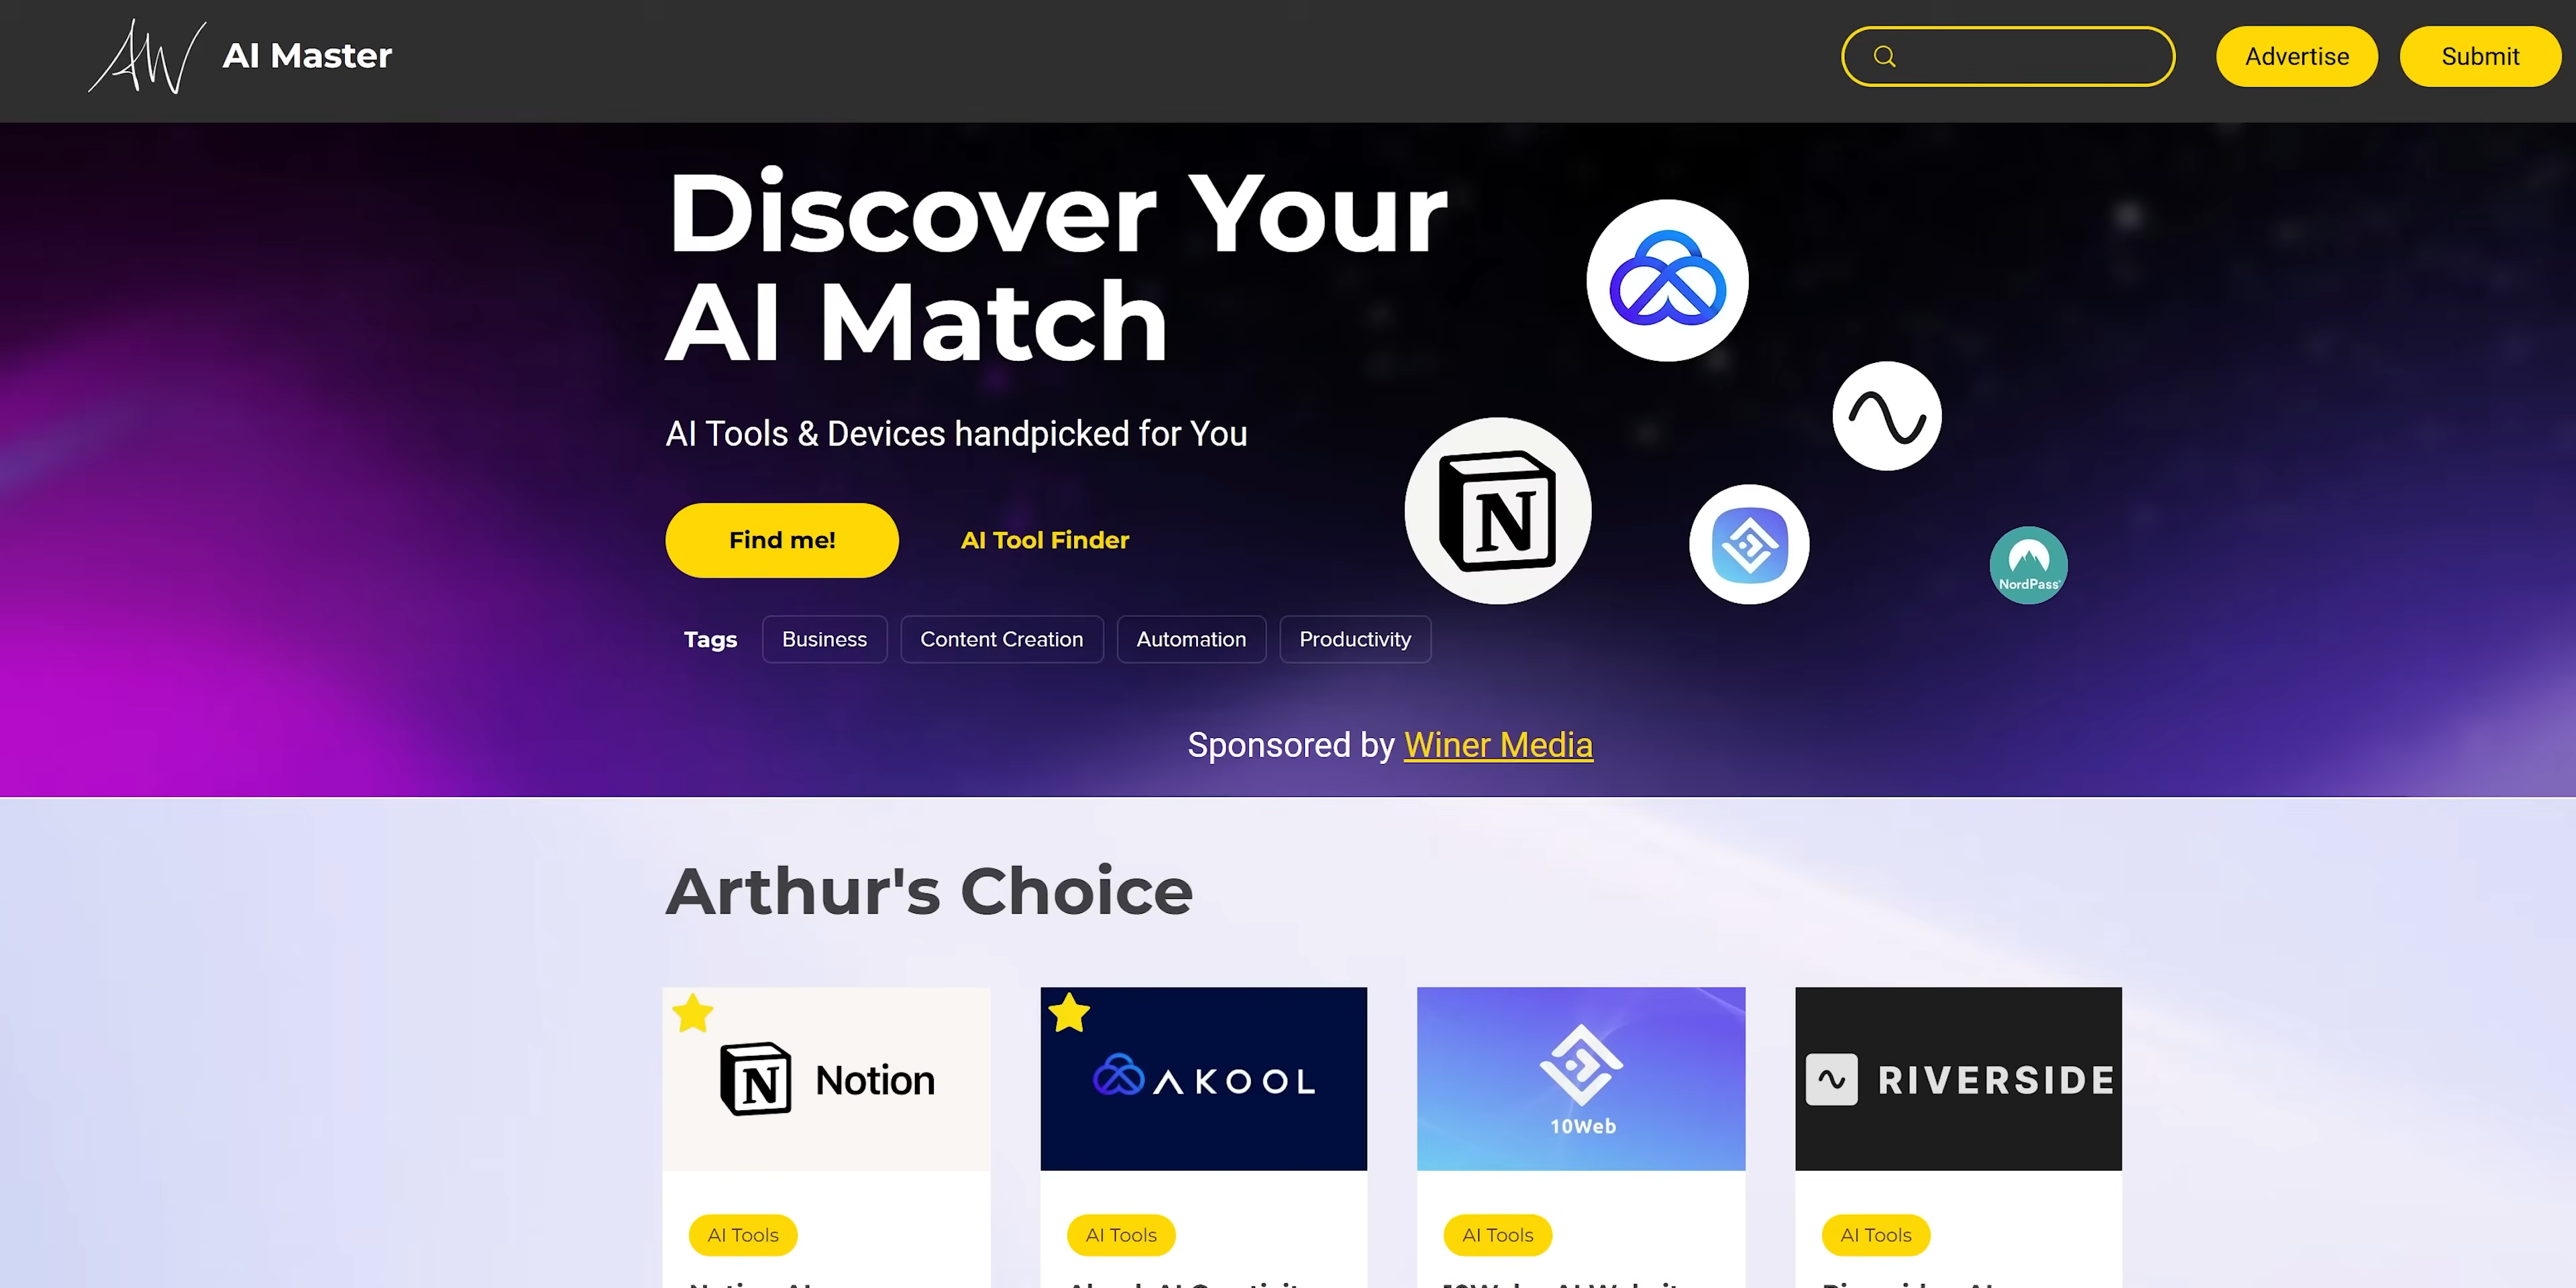 AW AI Master
Advertise
Submit
Discover Your
AI Match
AI Tools & Devices handpicked for You
Find me!
AI Tool Finder
N
NordPass
Tags
Business
Content Creation
Automation
Productivity
Sponsored by Winer Media
Arthur's Choice
N Notion
AKOOL
10Web
RIVERSIDE
AI Tools
AI Tools
AI Tools
AI Tools